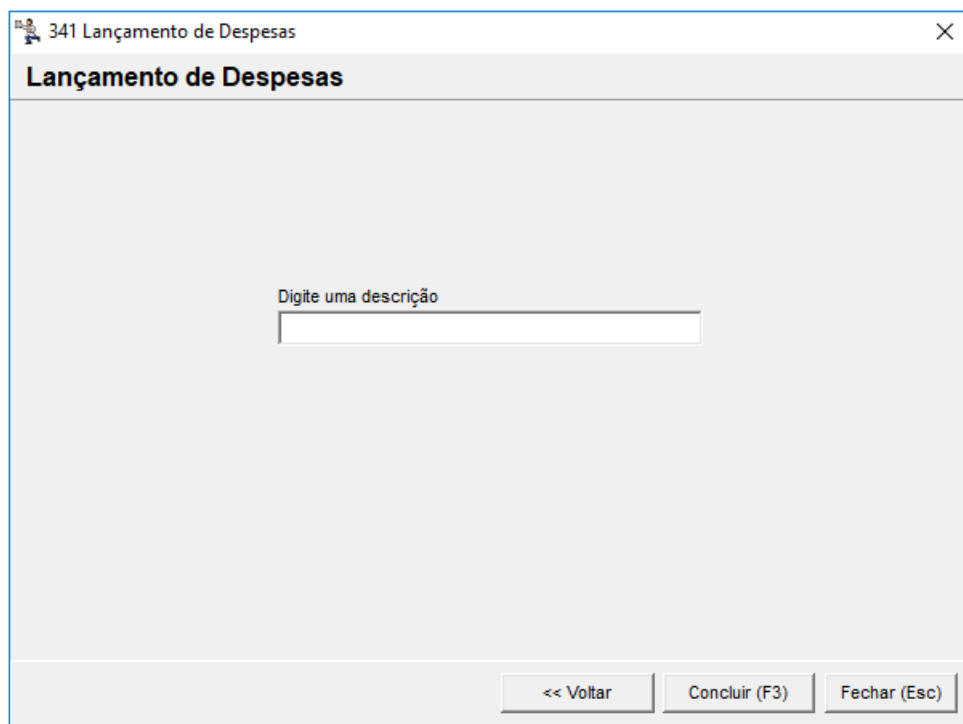 341 Lançamento de Despesas
Lançamento de Despesas
Digite uma descrição
<< Voltar Concluir (F3) Fechar (Esc)